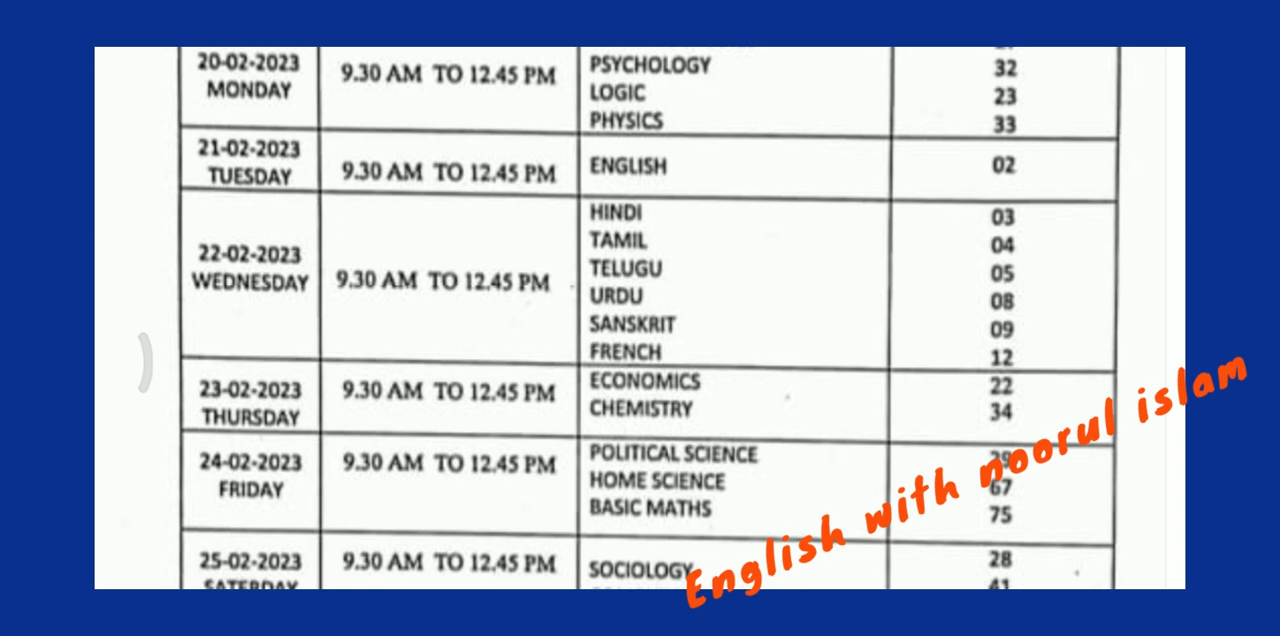 20-02-2023
MONDAY
9.30 AM TO 12.45 PM
PSYCHOLOGY 32
LOGIC 23
PHYSICS 33
21-02-2023
TUESDAY
9.30 AM TO 12.45 PM
ENGLISH 02
22-02-2023
WEDNESDAY
9.30 AM TO 12.45 PM
HINDI 03
TAMIL 04
TELUGU 05
URDU 08
SANSKRIT 09
FRENCH 12
23-02-2023
THURSDAY
9.30 AM TO 12.45 PM
ECONOMICS 22
CHEMISTRY 34
24-02-2023
FRIDAY
9.30 AM TO 12.45 PM
POLITICAL SCIENCE
HOME SCIENCE 67
BASIC MATHS 75
25-02-2023
SATERDAY
9.30 AM TO 12.45 PM
SOCIOLOGY 28
41
English with noorul islam